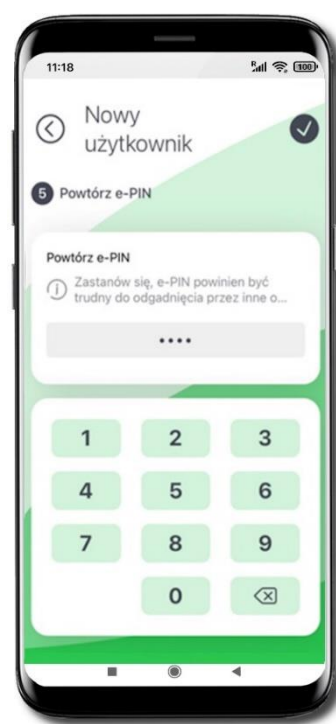 11:18
R 100
Nowy
użytkownik
5 Powtórz e-PIN
Powtórz e-PIN
Zastanów się, e-PIN powinien być
trudny do odgadnięcia przez inne o...
••••
1 2 3
4 5 6
7 8 9
0